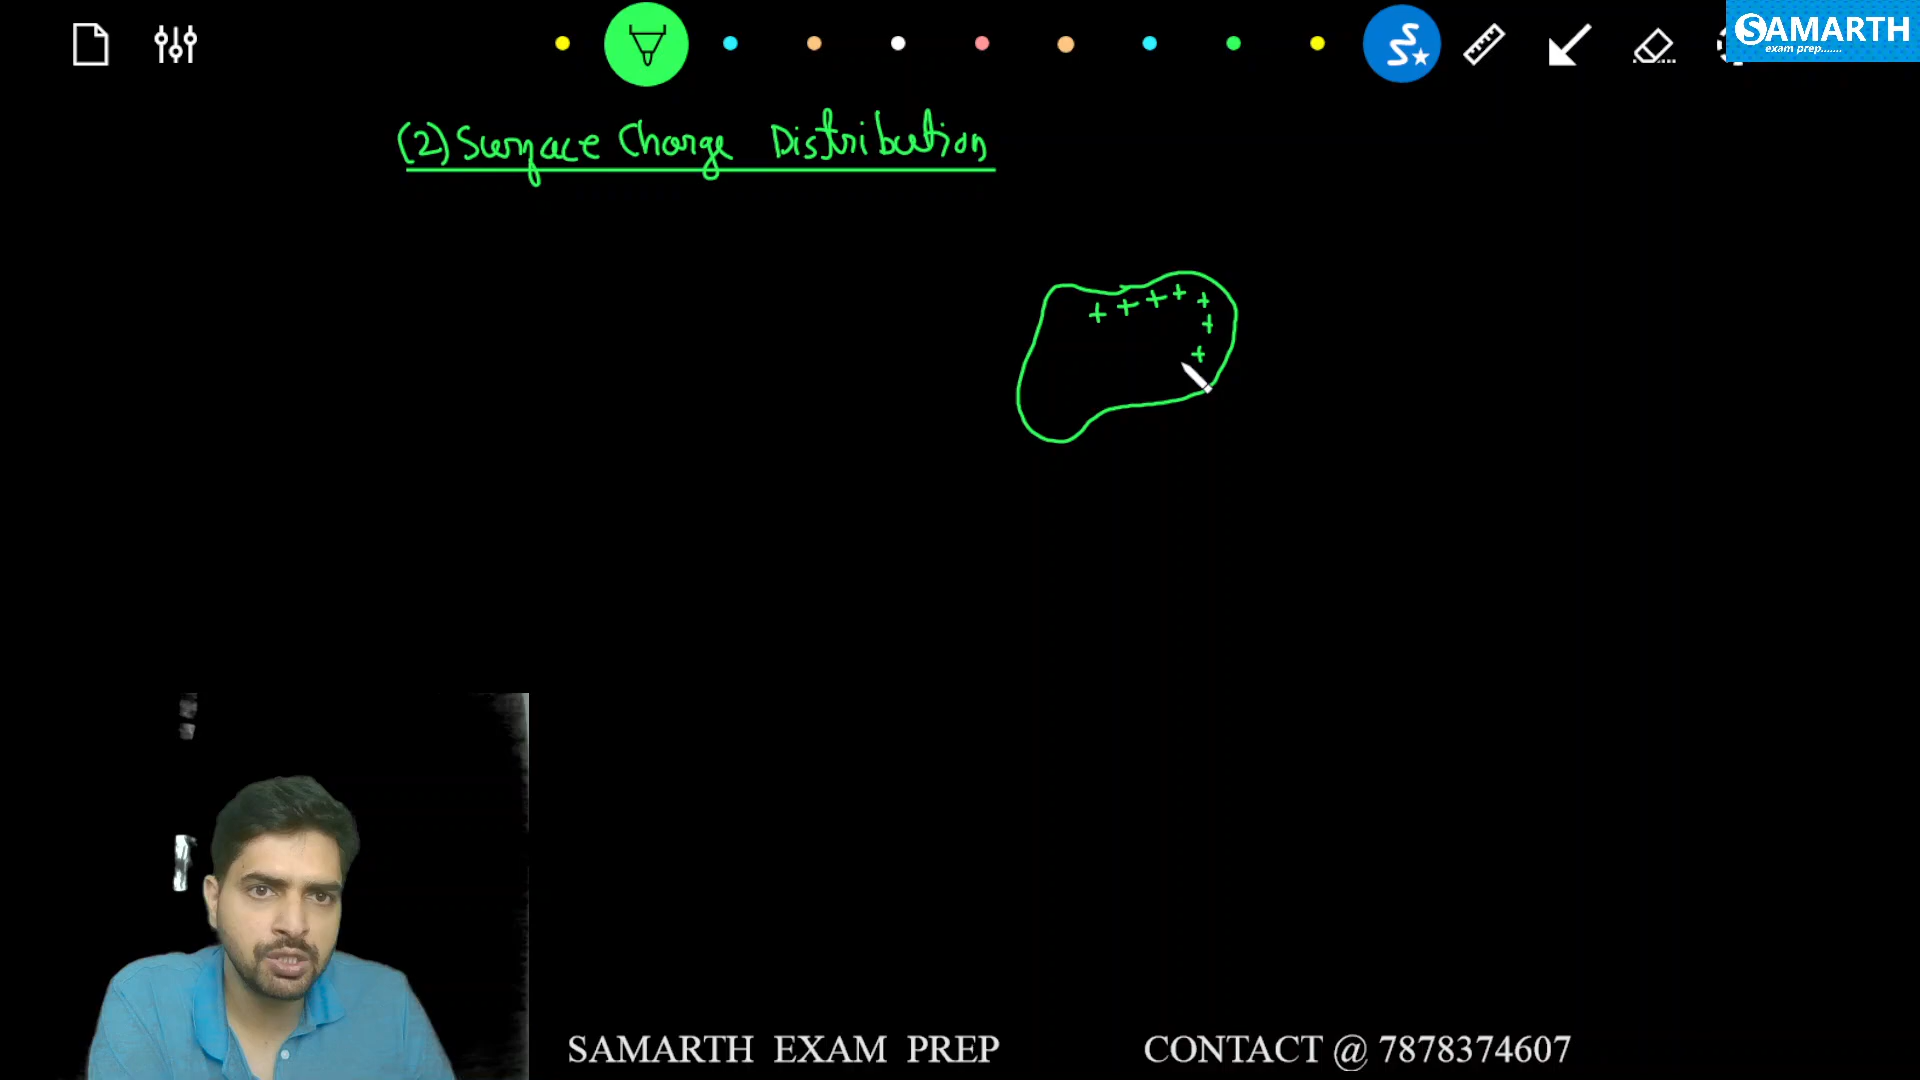 SAMARTH
exam prep.......
(2) Surface Charge Distribution
+ + + + + + +
SAMARTH EXAM PREP CONTACT @ 7878374607